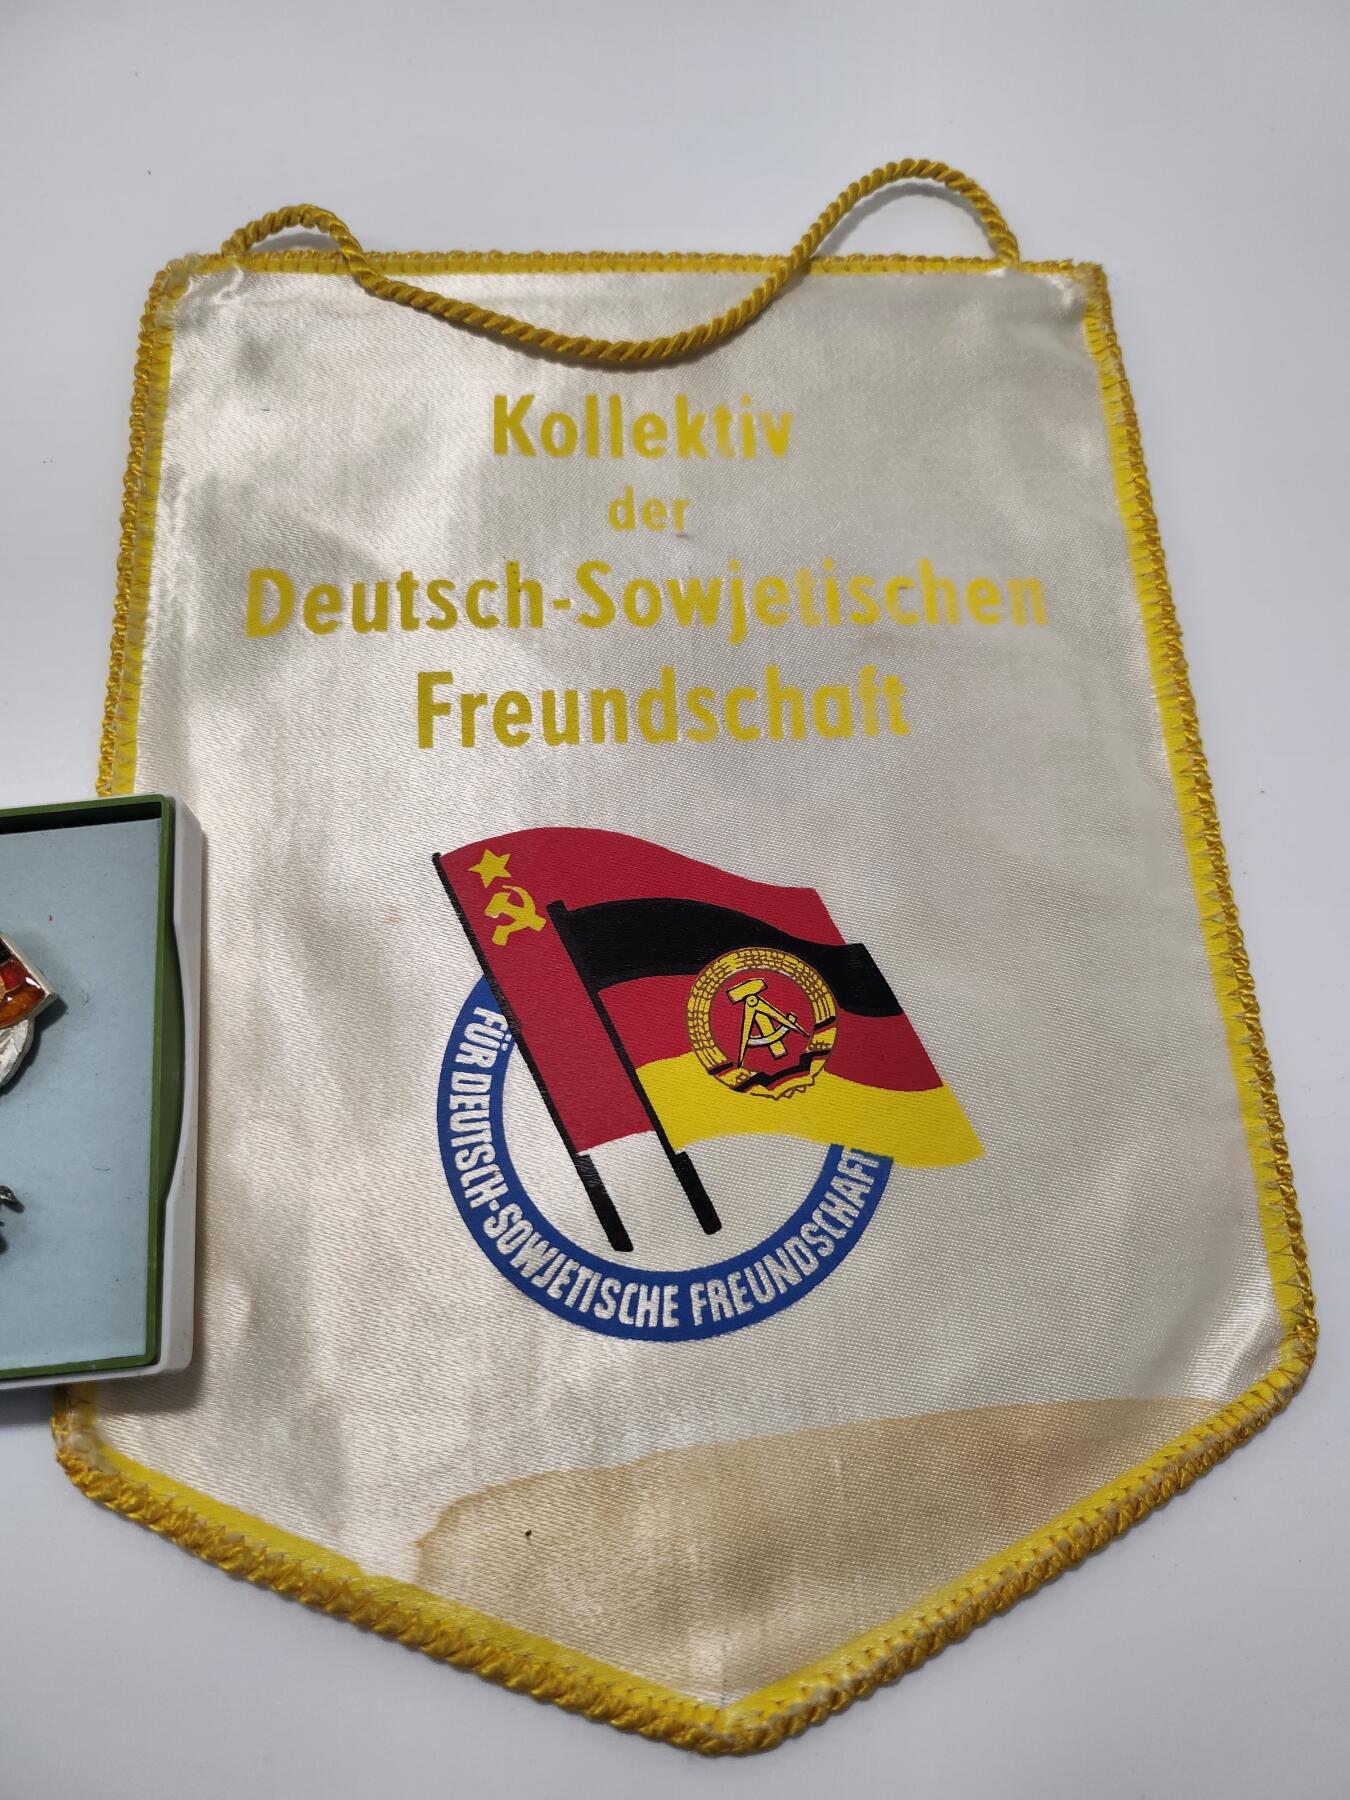 Kollektiv
der
Deutsch-Sowjetischen
Freundschaft
FÜR DEUTSCH-SOWJETISCHE FREUNDSCHAFT